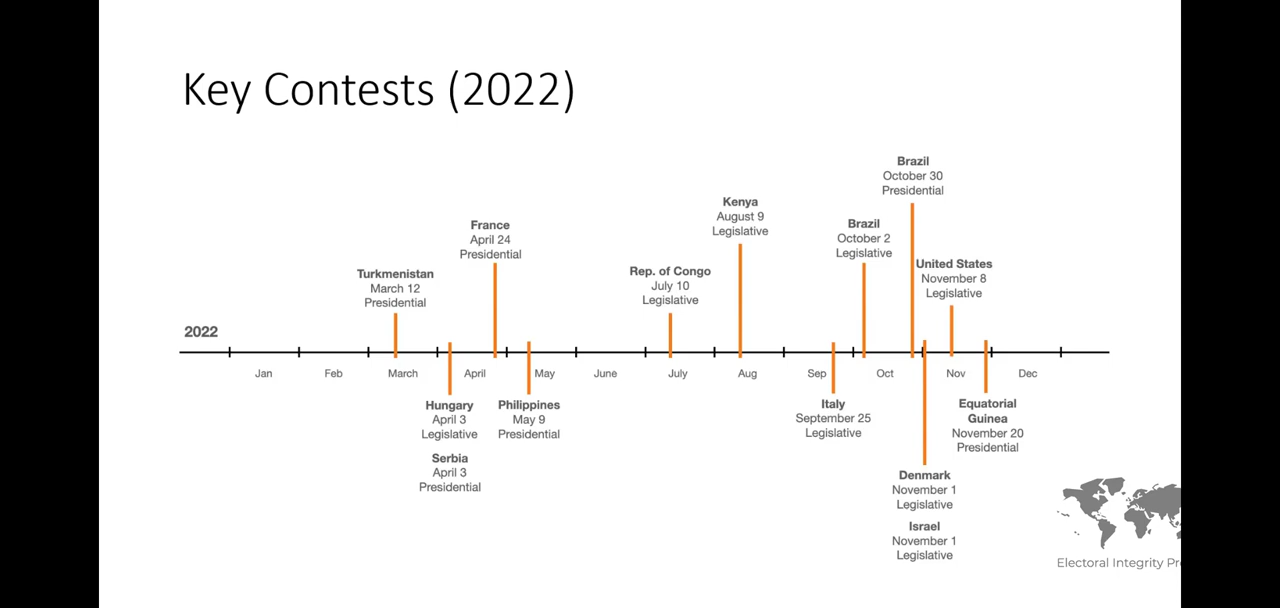 Key Contests (2022)
Brazil
October 30
Presidential
Kenya
August 9
Legislative
France
April 24
Presidential
Brazil
October 2
Legislative
Turkmenistan
March 12
Presidential
Rep. of Congo
July 10
Legislative
United States
November 8
Legislative
2022
Jan Feb March April May June July Aug Sep Oct Nov Dec
Hungary
April 3
Legislative
Serbia
April 3
Presidential
Philippines
May 9
Presidential
Italy
September 25
Legislative
Equatorial
Guinea
November 20
Presidential
Denmark
November 1
Legislative
Israel
November 1
Legislative
Electoral Integrity